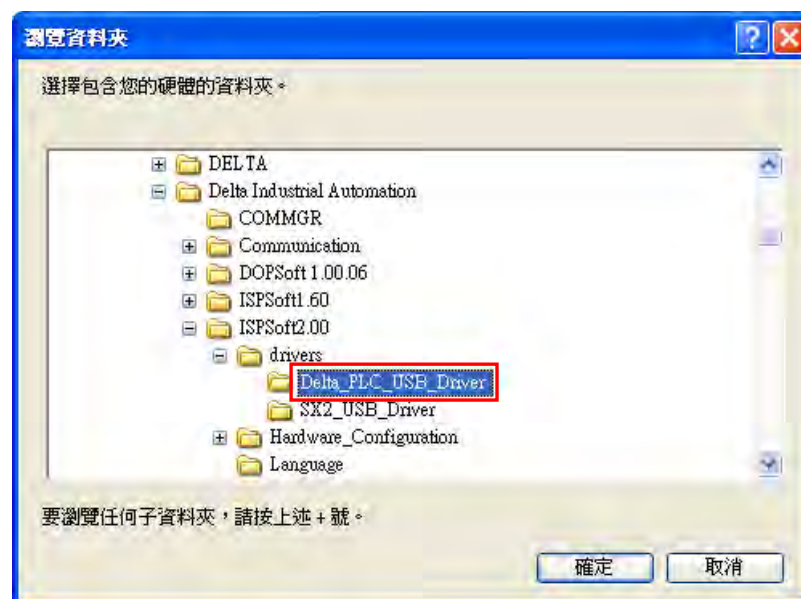 瀏覽資料夾
選擇包含您的硬體的資料夾。
DELTA
Delta Industrial Automation
COMMGR
Communication
DOPSoft 1.00.06
ISPSoft1.60
ISPSoft2.00
drivers
Delta_PLC_USB_Driver
SX2_USB_Driver
Hardware_Configuration
Language
要瀏覽任何子資料夾，請按上述 + 號。
確定 取消